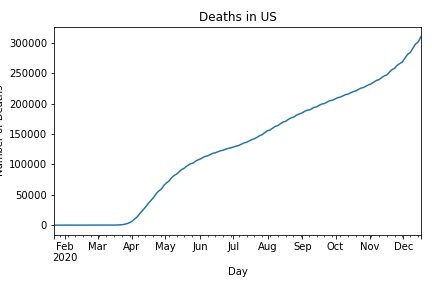 Deaths in US
Number of Deaths
300000
250000
200000
150000
100000
50000
0
Feb Mar Apr May Jun Jul Aug Sep Oct Nov Dec
2020
Day